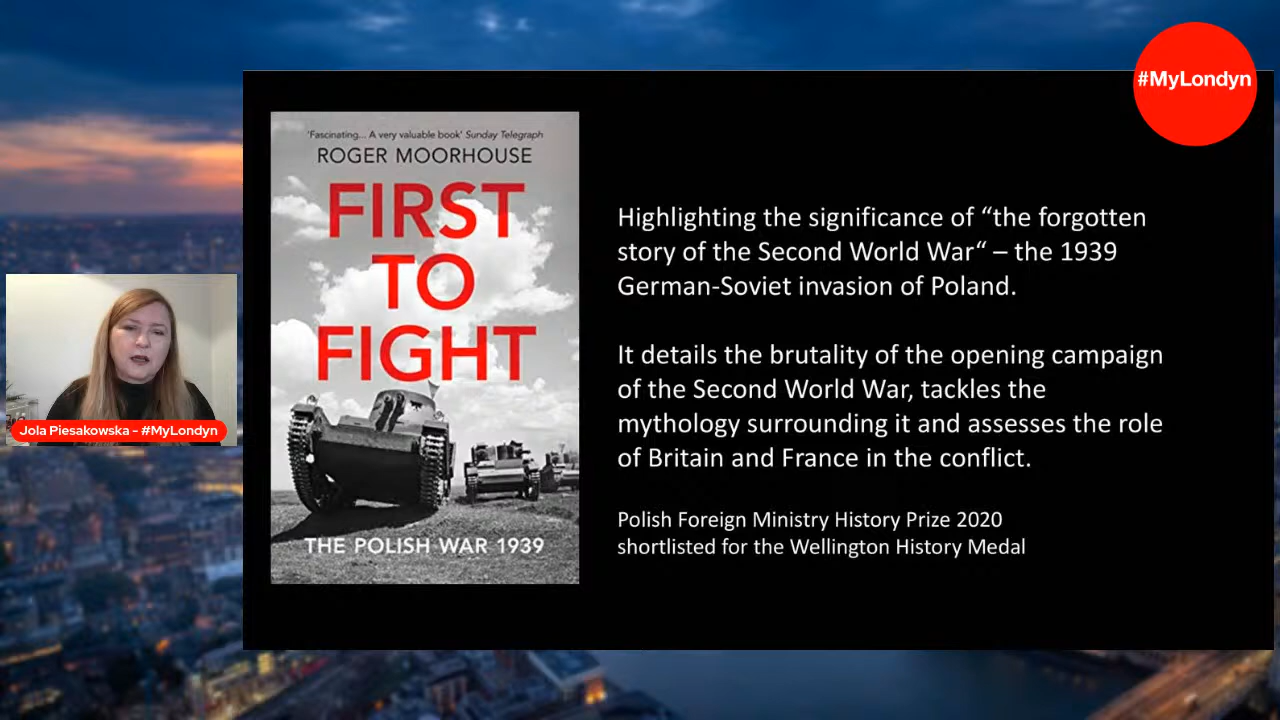 #MyLondyn
'Fascinating... A very valuable book' Sunday Telegraph
ROGER MOORHOUSE
FIRST
TO
FIGHT
THE POLISH WAR 1939
Highlighting the significance of “the forgotten
story of the Second World War“ – the 1939
German-Soviet invasion of Poland.
It details the brutality of the opening campaign
of the Second World War, tackles the
mythology surrounding it and assesses the role
of Britain and France in the conflict.
Polish Foreign Ministry History Prize 2020
shortlisted for the Wellington History Medal
Jola Piesakowska - #MyLondyn